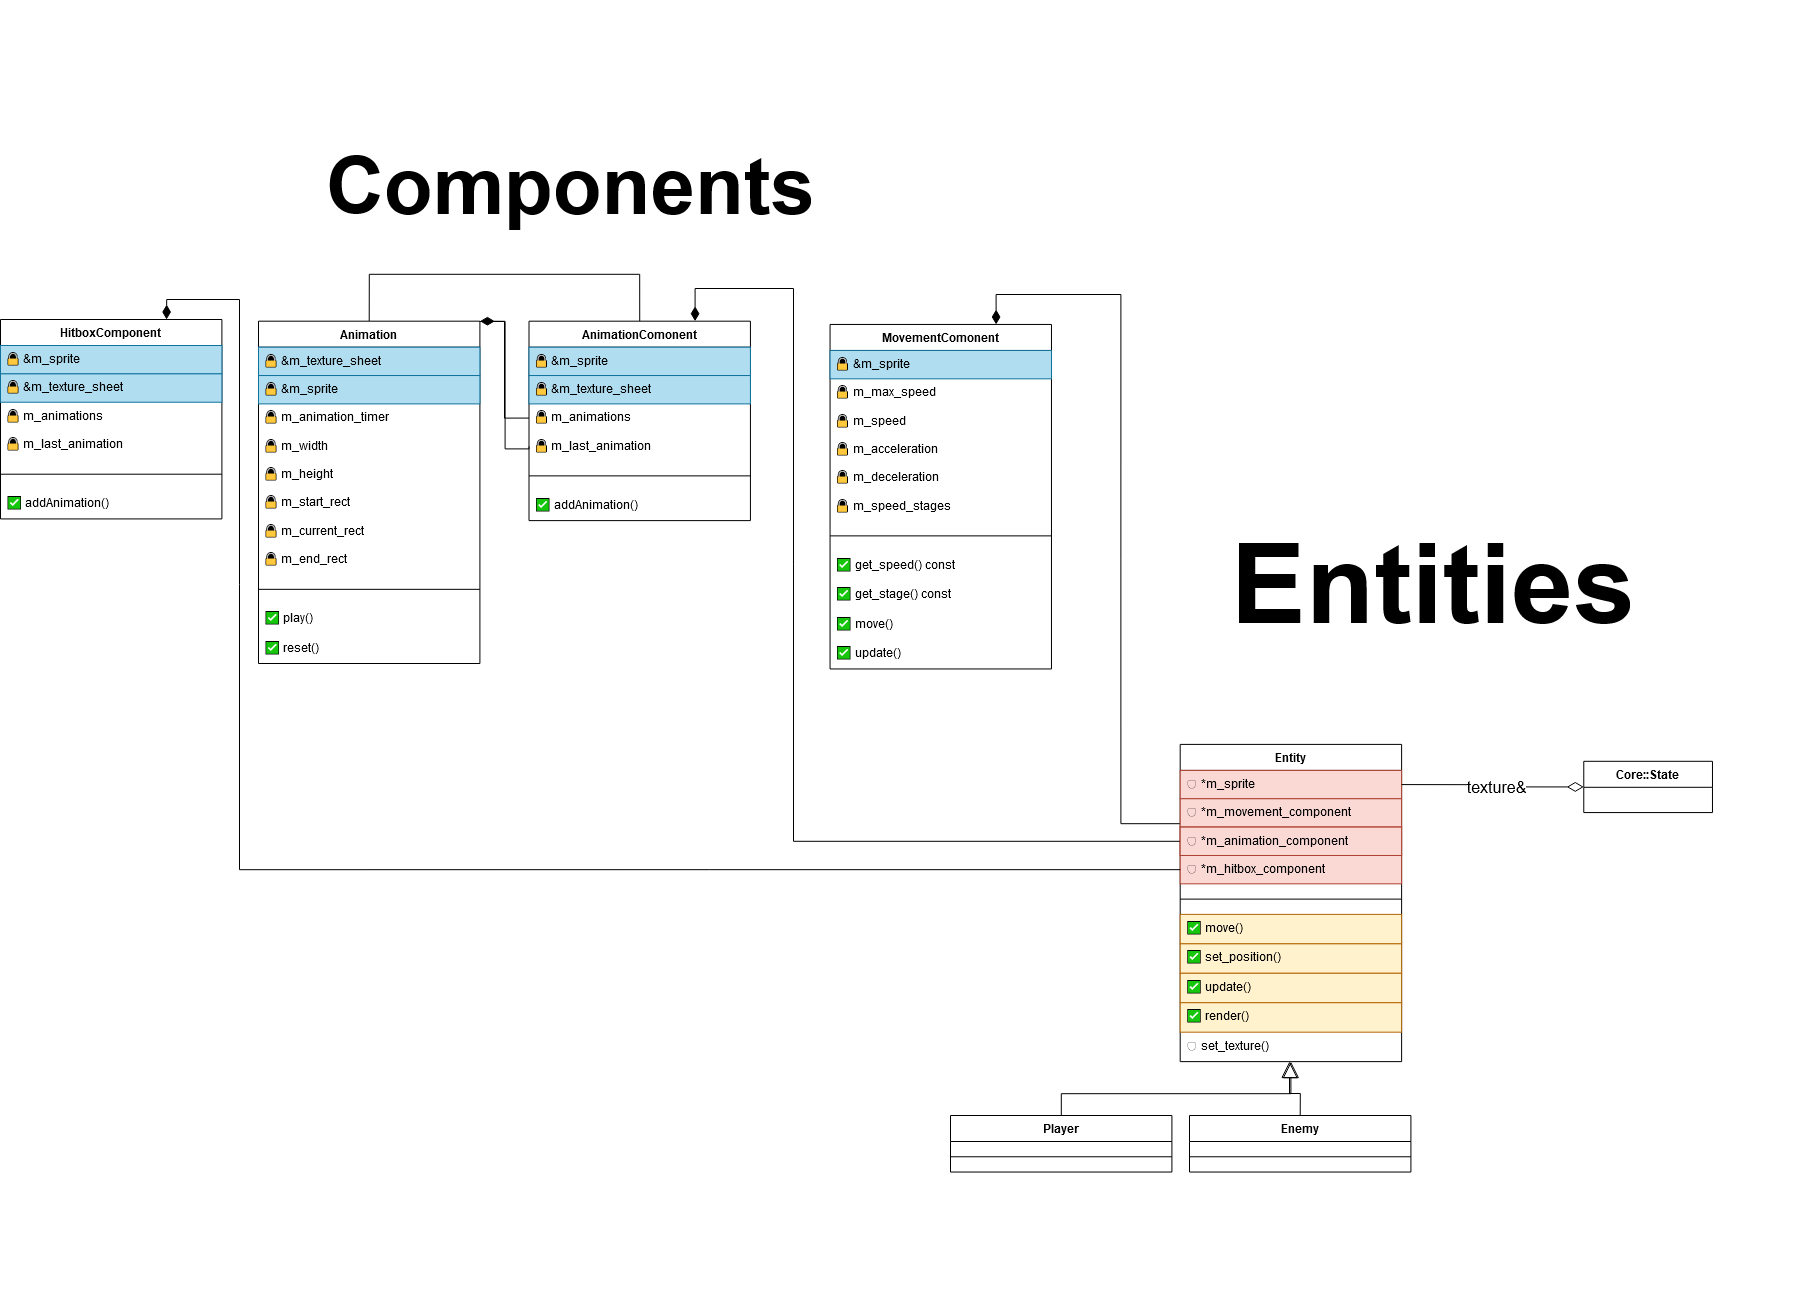 Components
HitboxComponent
&m_sprite
&m_texture_sheet
m_animations
m_last_animation
addAnimation()
Animation
&m_texture_sheet
&m_sprite
m_animation_timer
m_width
m_height
m_start_rect
m_current_rect
m_end_rect
play()
reset()
AnimationComonent
&m_sprite
&m_texture_sheet
m_animations
m_last_animation
addAnimation()
MovementComonent
&m_sprite
m_max_speed
m_speed
m_acceleration
m_deceleration
m_speed_stages
get_speed() const
get_stage() const
move()
update()
Entities
Entity
*m_sprite
*m_movement_component
*m_animation_component
*m_hitbox_component
move()
set_position()
update()
render()
set_texture()
texture&
Core::State
Player
Enemy